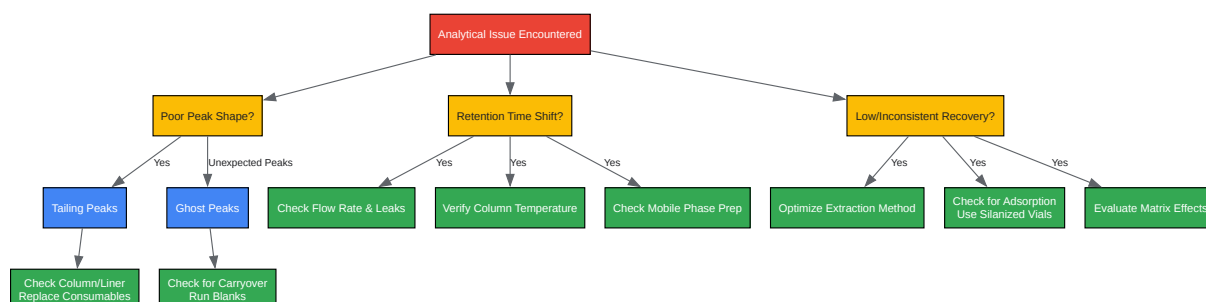 Analytical Issue Encountered
Poor Peak Shape?
Retention Time Shift?
Low/Inconsistent Recovery?
Yes
Unexpected Peaks
Yes
Yes
Yes
Yes
Yes
Yes
Tailing Peaks
Ghost Peaks
Check Flow Rate & Leaks
Verify Column Temperature
Check Mobile Phase Prep
Optimize Extraction Method
Check for Adsorption
Use Silanized Vials
Evaluate Matrix Effects
Check Column/Liner
Replace Consumables
Check for Carryover
Run Blanks